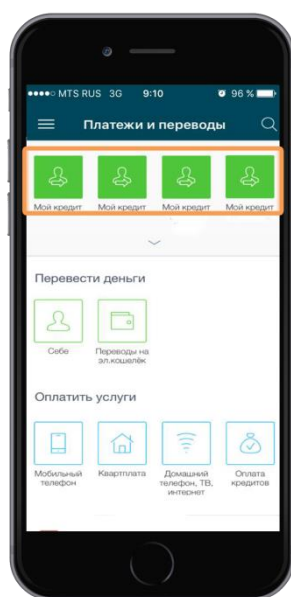 MTS RUS 3G 9:10 96 %
Платежи и переводы
Мой кредит Мой кредит Мой кредит Мой кредит
Перевести деньги
Себе Переводы на
эл.кошелёк
Оплатить услуги
Мобильный Квартплата Домашний Оплата
телефон телефон, ТВ, кредитов
интернет